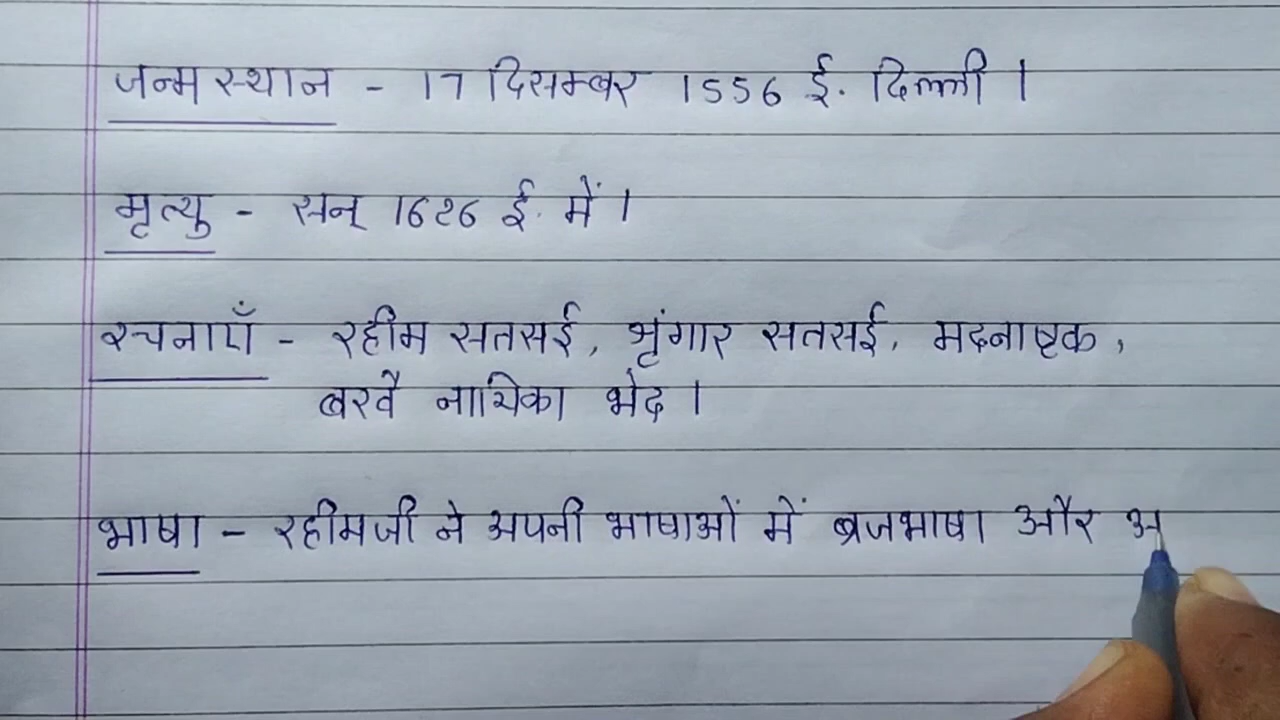 जन्म स्थान - 17 दिसम्बर 1556 ई. दिल्ली।
मृत्यु - सन् 1626 ई. में।
रचनाएँ - रहीम सतसई, श्रृंगार सतसई, मदनाष्टक,
बरवै नायिका भेद।
भाषा - रहीमजी ने अपनी भाषाओं में ब्रजभाषा और अ